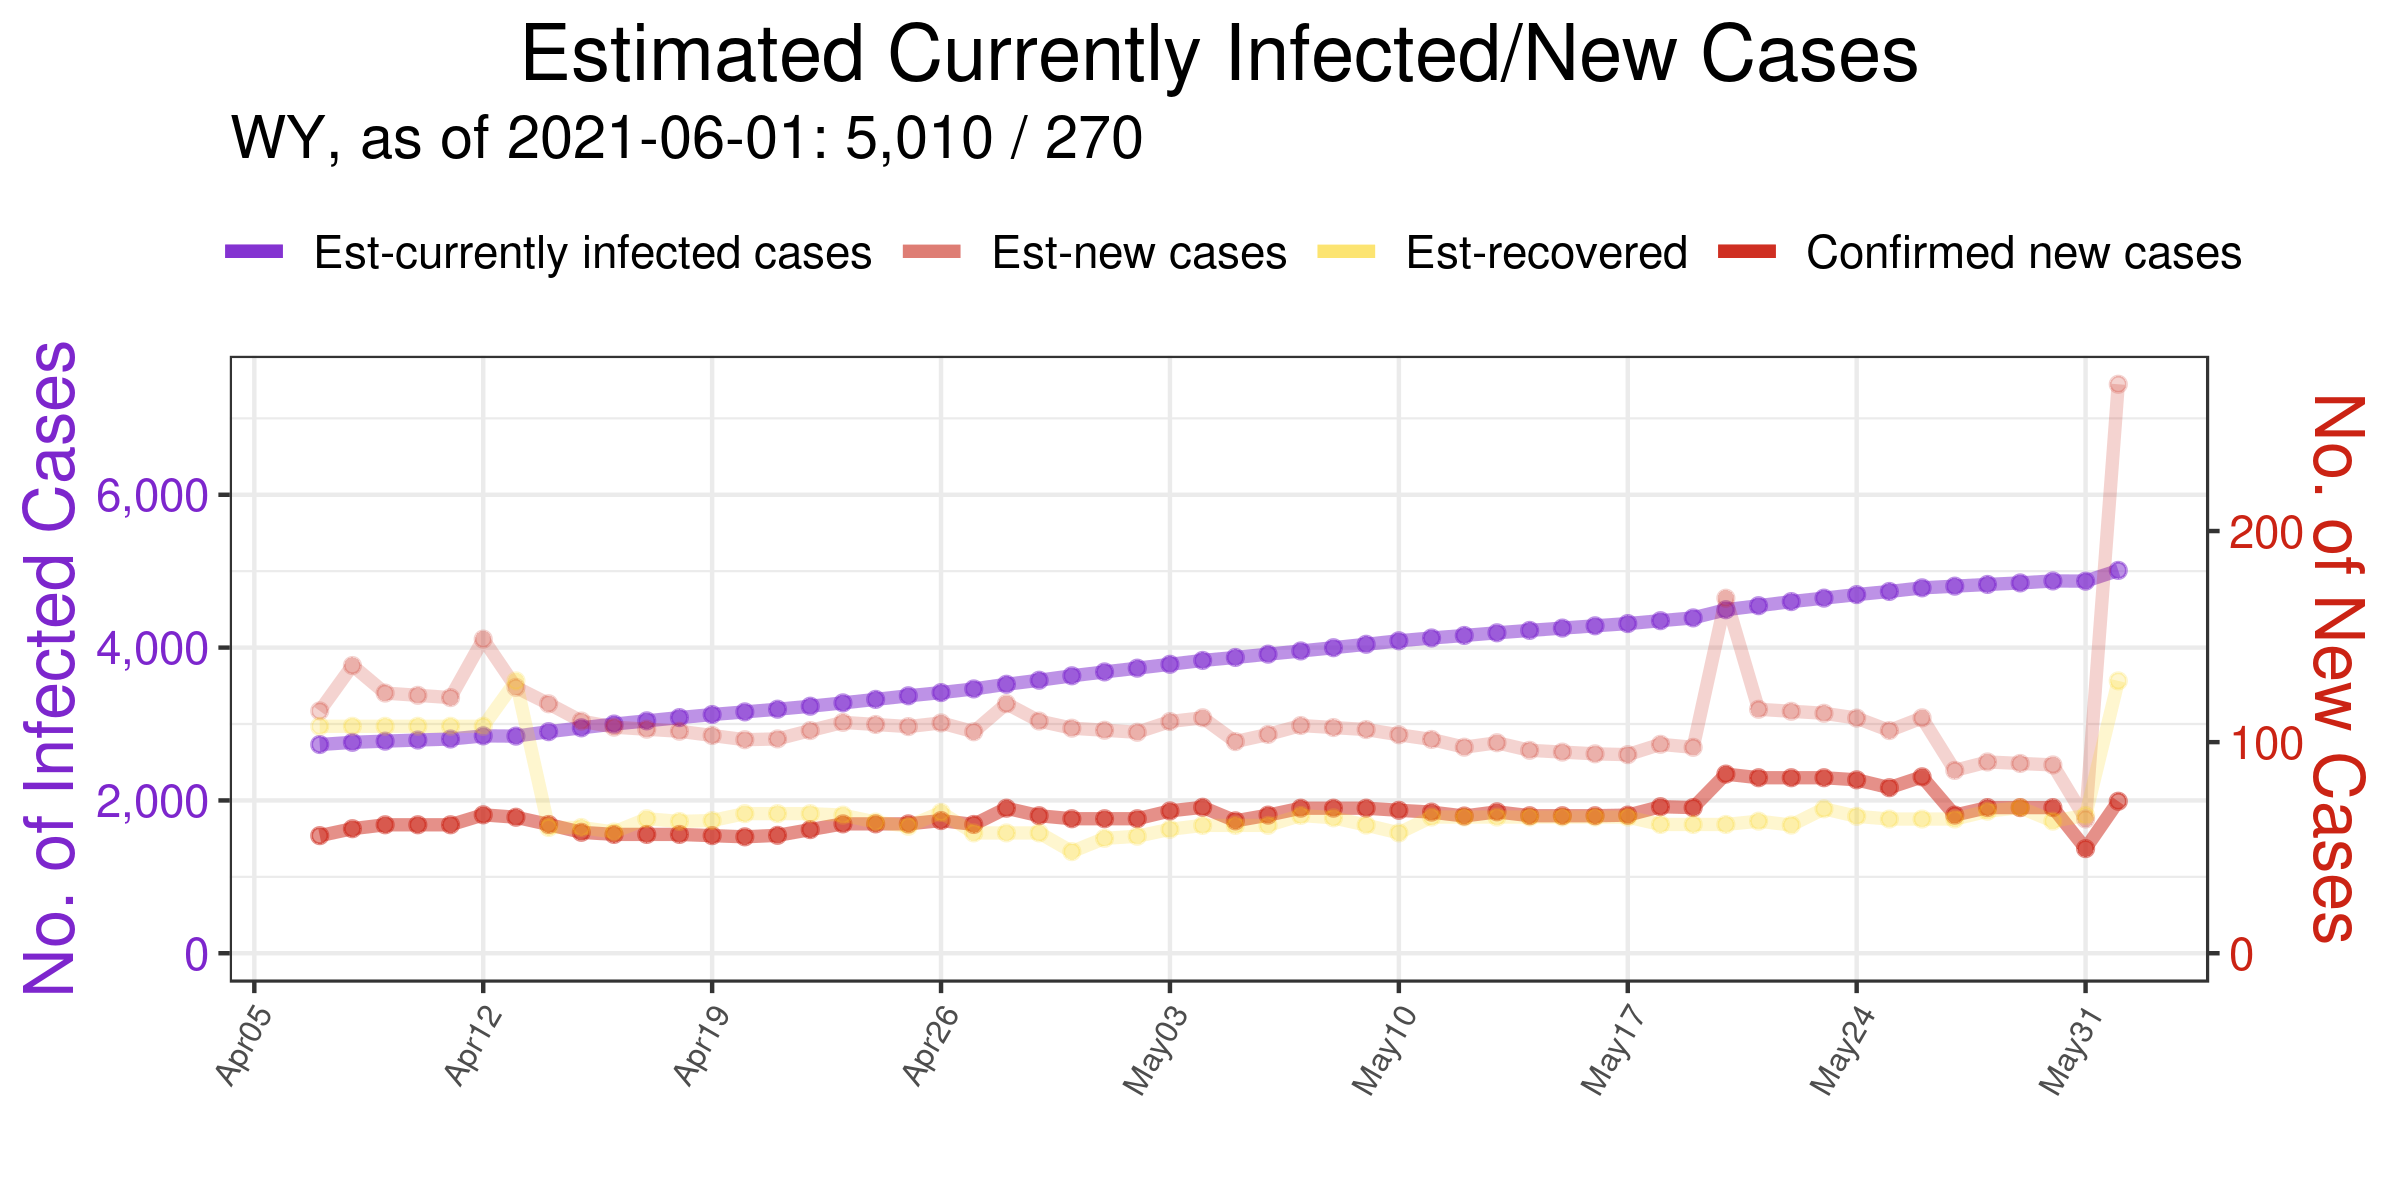 Estimated Currently Infected/New Cases
WY, as of 2021-06-01: 5,010 / 270
Est-currently infected cases Est-new cases Est-recovered Confirmed new cases
No. of Infected Cases
6,000
4,000
2,000
0
200
100
0
No. of New Cases
Apr05 Apr12 Apr19 Apr26 May03 May10 May17 May24 May31